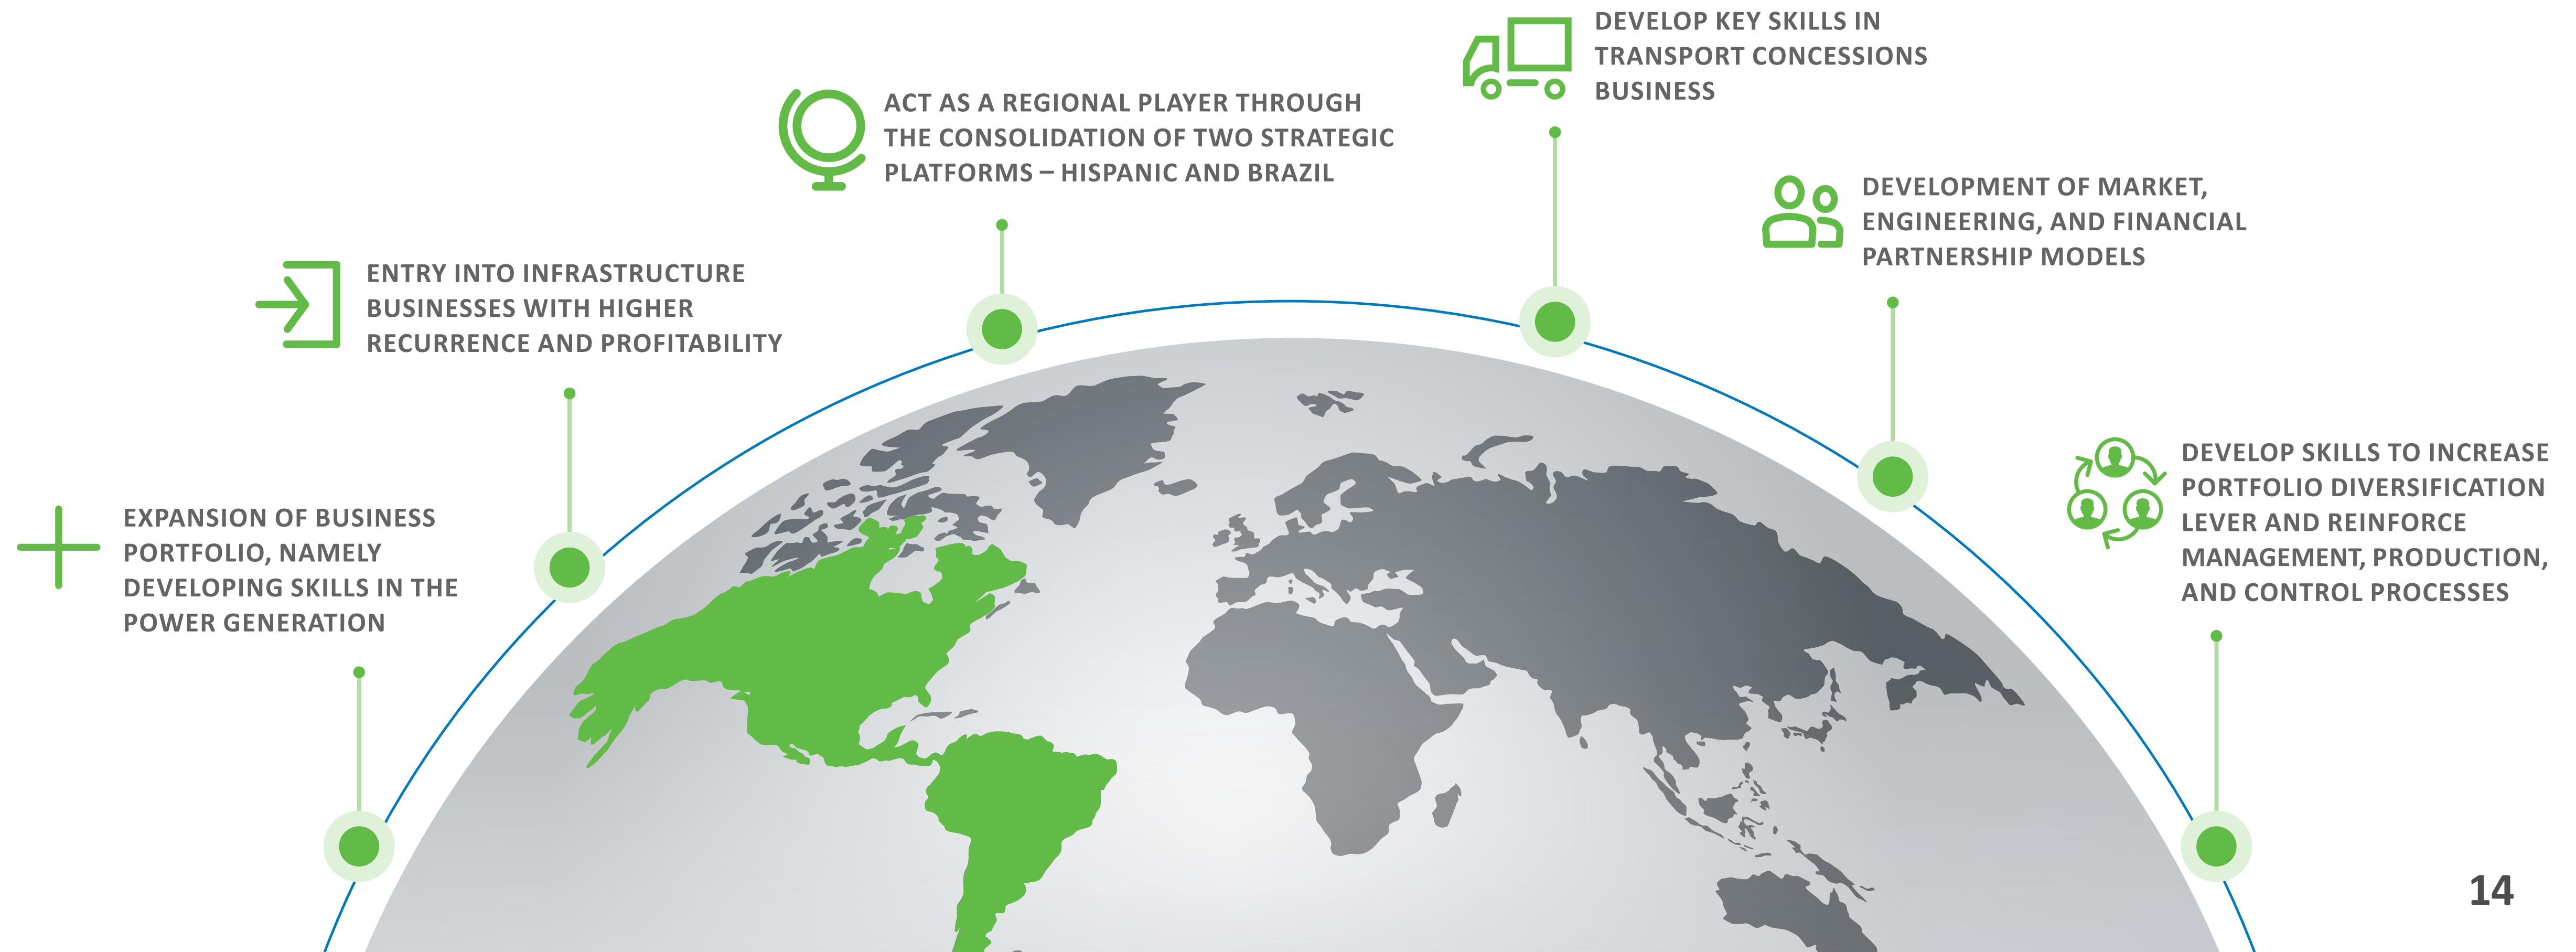 EXPANSION OF BUSINESS
PORTFOLIO, NAMELY
DEVELOPING SKILLS IN THE
POWER GENERATION
ENTRY INTO INFRASTRUCTURE
BUSINESSES WITH HIGHER
RECURRENCE AND PROFITABILITY
ACT AS A REGIONAL PLAYER THROUGH
THE CONSOLIDATION OF TWO STRATEGIC
PLATFORMS – HISPANIC AND BRAZIL
DEVELOP KEY SKILLS IN
TRANSPORT CONCESSIONS
BUSINESS
DEVELOPMENT OF MARKET,
ENGINEERING, AND FINANCIAL
PARTNERSHIP MODELS
DEVELOP SKILLS TO INCREASE
PORTFOLIO DIVERSIFICATION
LEVER AND REINFORCE
MANAGEMENT, PRODUCTION,
AND CONTROL PROCESSES
14